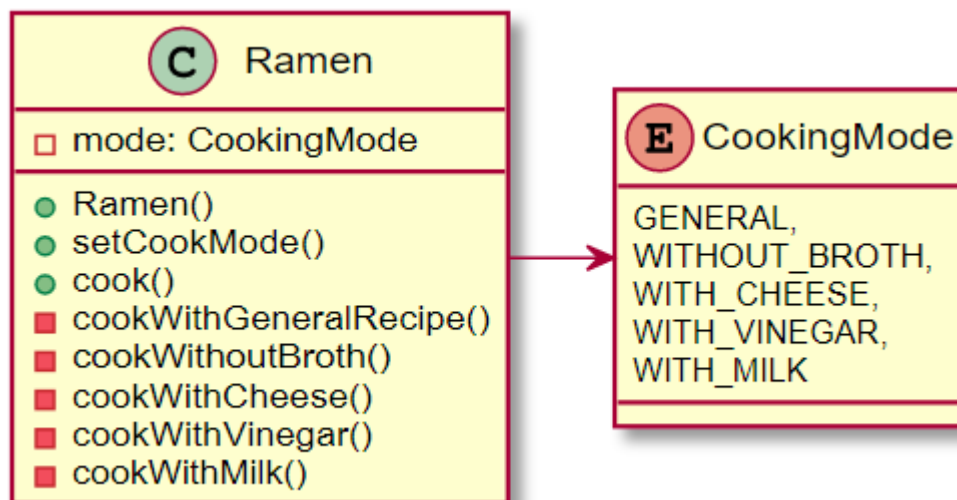 C Ramen
mode: CookingMode
Ramen()
setCookMode()
cook()
cookWithGeneralRecipe()
cookWithoutBroth()
cookWithCheese()
cookWithVinegar()
cookWithMilk()
E CookingMode
GENERAL,
WITHOUT_BROTH,
WITH_CHEESE,
WITH_VINEGAR,
WITH_MILK